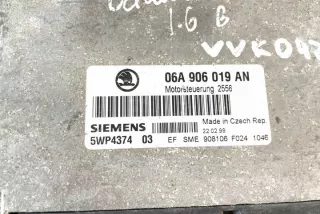 1.6 B
VVK
06A 906 019 AN
Motorsteuerung 2556
SIEMENS
Made in Czech Rep.
22.02.99
5WP4374 03
EF SME 908106 F024 1046